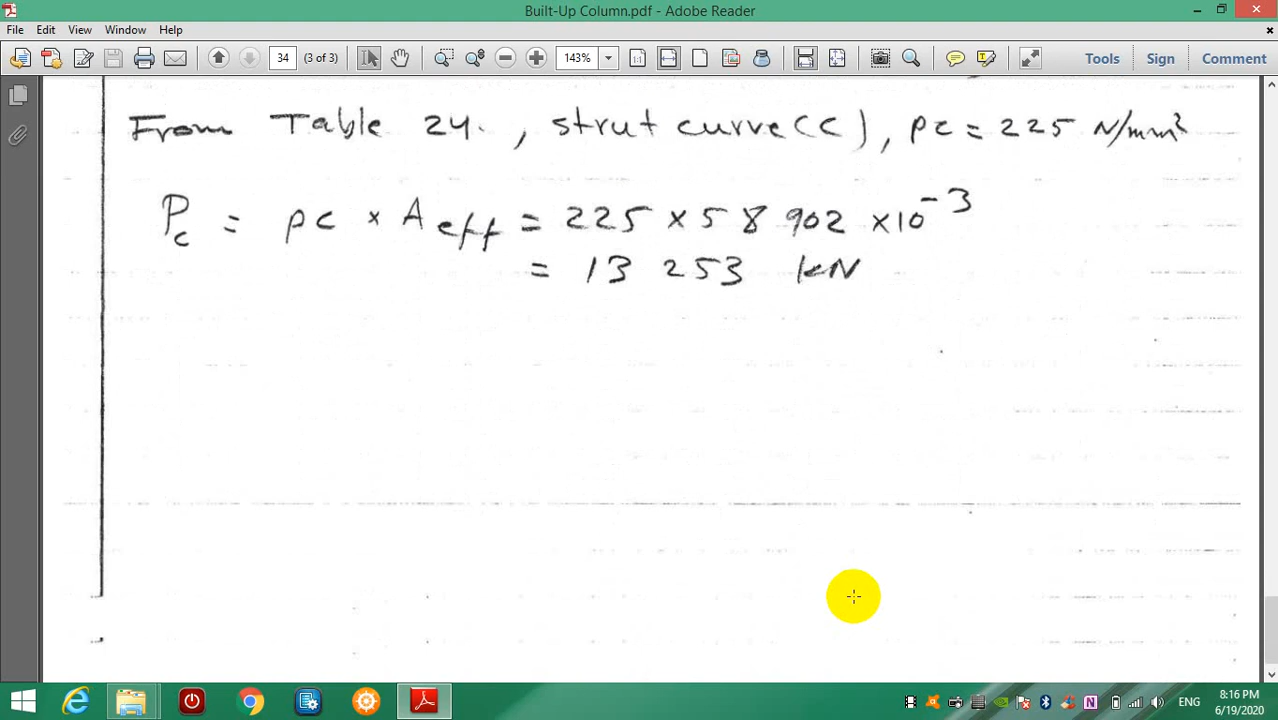 Built-Up Column.pdf - Adobe Reader
File Edit View Window Help
34 (3 of 3) 143% Tools Sign Comment
From Table 24. , strut curve (c), pc = 225 N/mm²
Pc = pc × Aeff = 225 × 58 902 × 10⁻³
= 13 253 kN
ENG 8:16 PM
6/19/2020